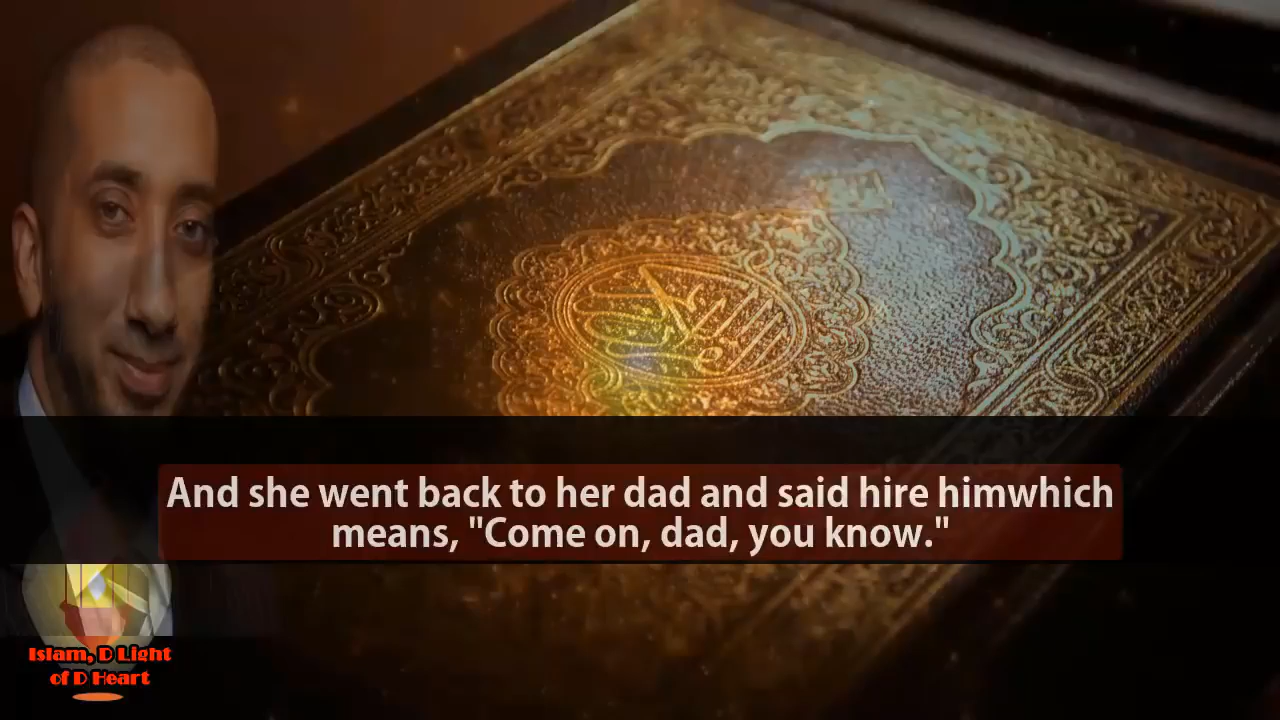 And she went back to her dad and said hire himwhich
means, "Come on, dad, you know."
Islam, D Light
of D Heart